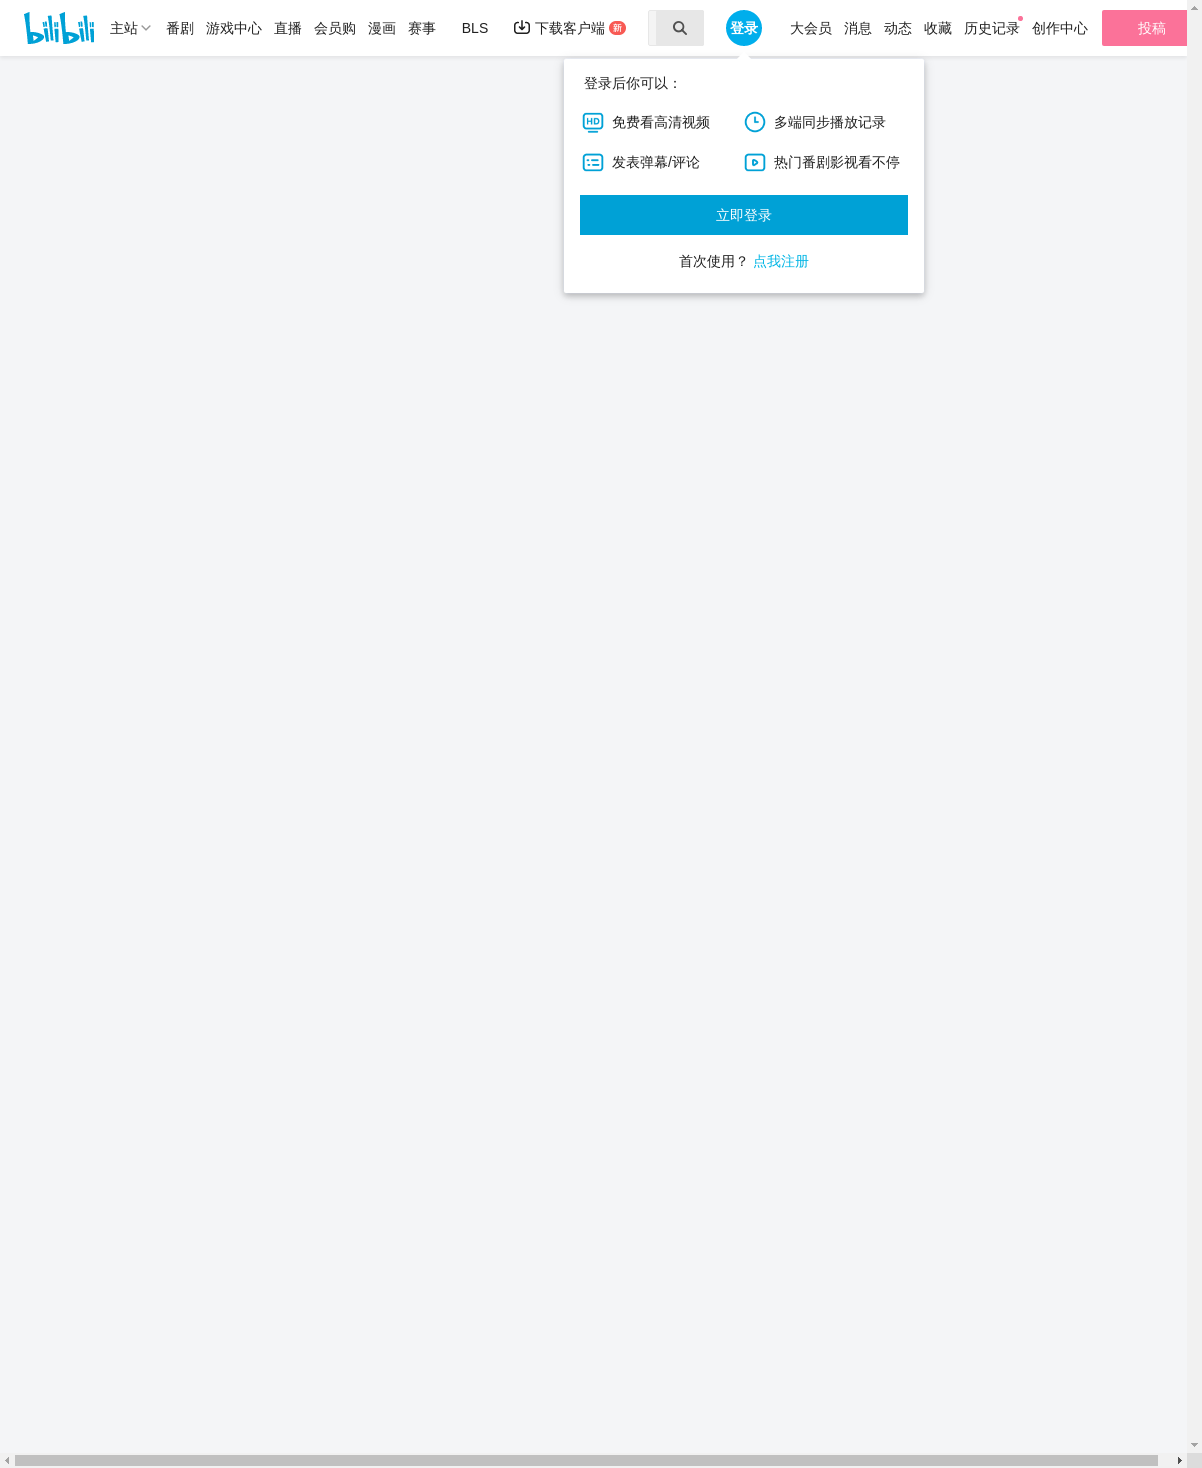 bilibili 主站 番剧 游戏中心 直播 会员购 漫画 赛事 BLS 下载客户端 新 登录 大会员 消息 动态 收藏 历史记录 创作中心 投稿
登录后你可以：
HD 免费看高清视频 多端同步播放记录
发表弹幕/评论 热门番剧影视看不停
立即登录
首次使用？ 点我注册